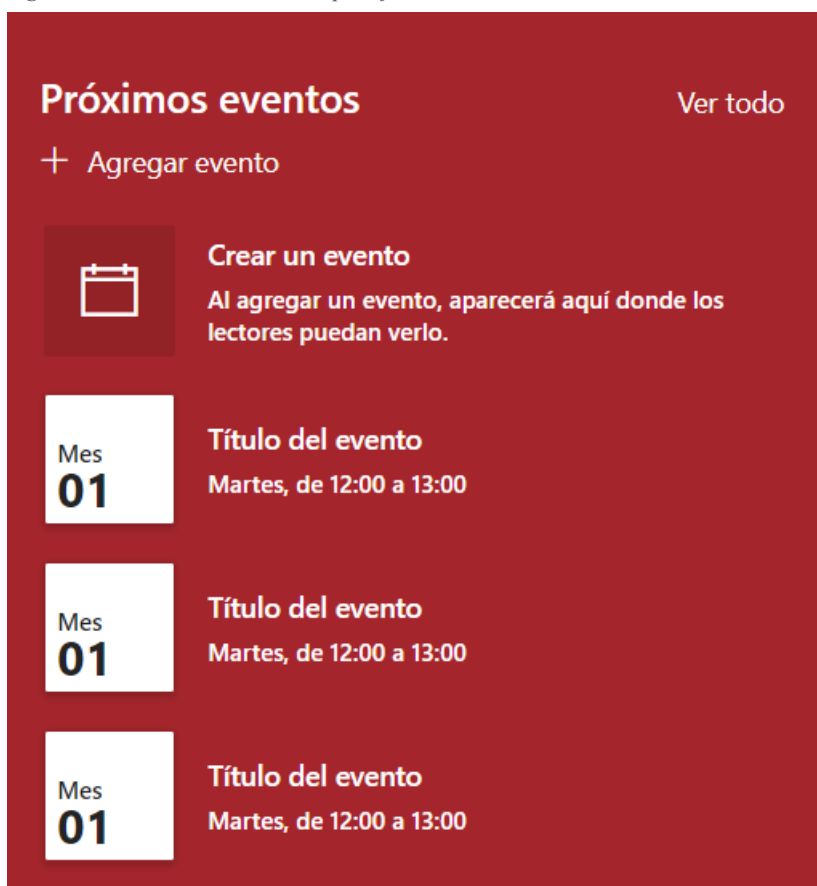 Próximos eventos
Ver todo
+ Agregar evento
Crear un evento
Al agregar un evento, aparecerá aquí donde los
lectores puedan verlo.
Mes
01
Título del evento
Martes, de 12:00 a 13:00
Mes
01
Título del evento
Martes, de 12:00 a 13:00
Mes
01
Título del evento
Martes, de 12:00 a 13:00